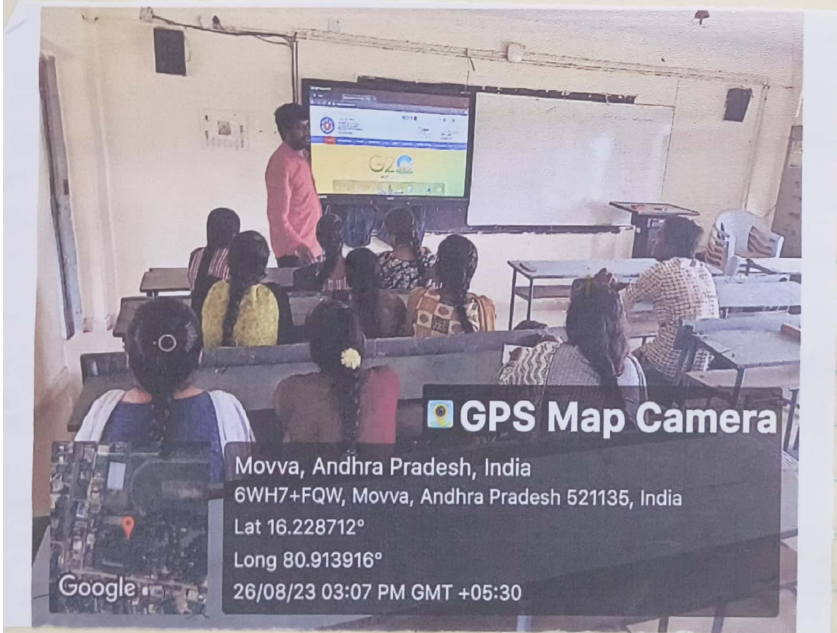 G20
GPS Map Camera
Movva, Andhra Pradesh, India
6WH7+FQW, Movva, Andhra Pradesh 521135, India
Lat 16.228712°
Long 80.913916°
26/08/23 03:07 PM GMT +05:30
Google